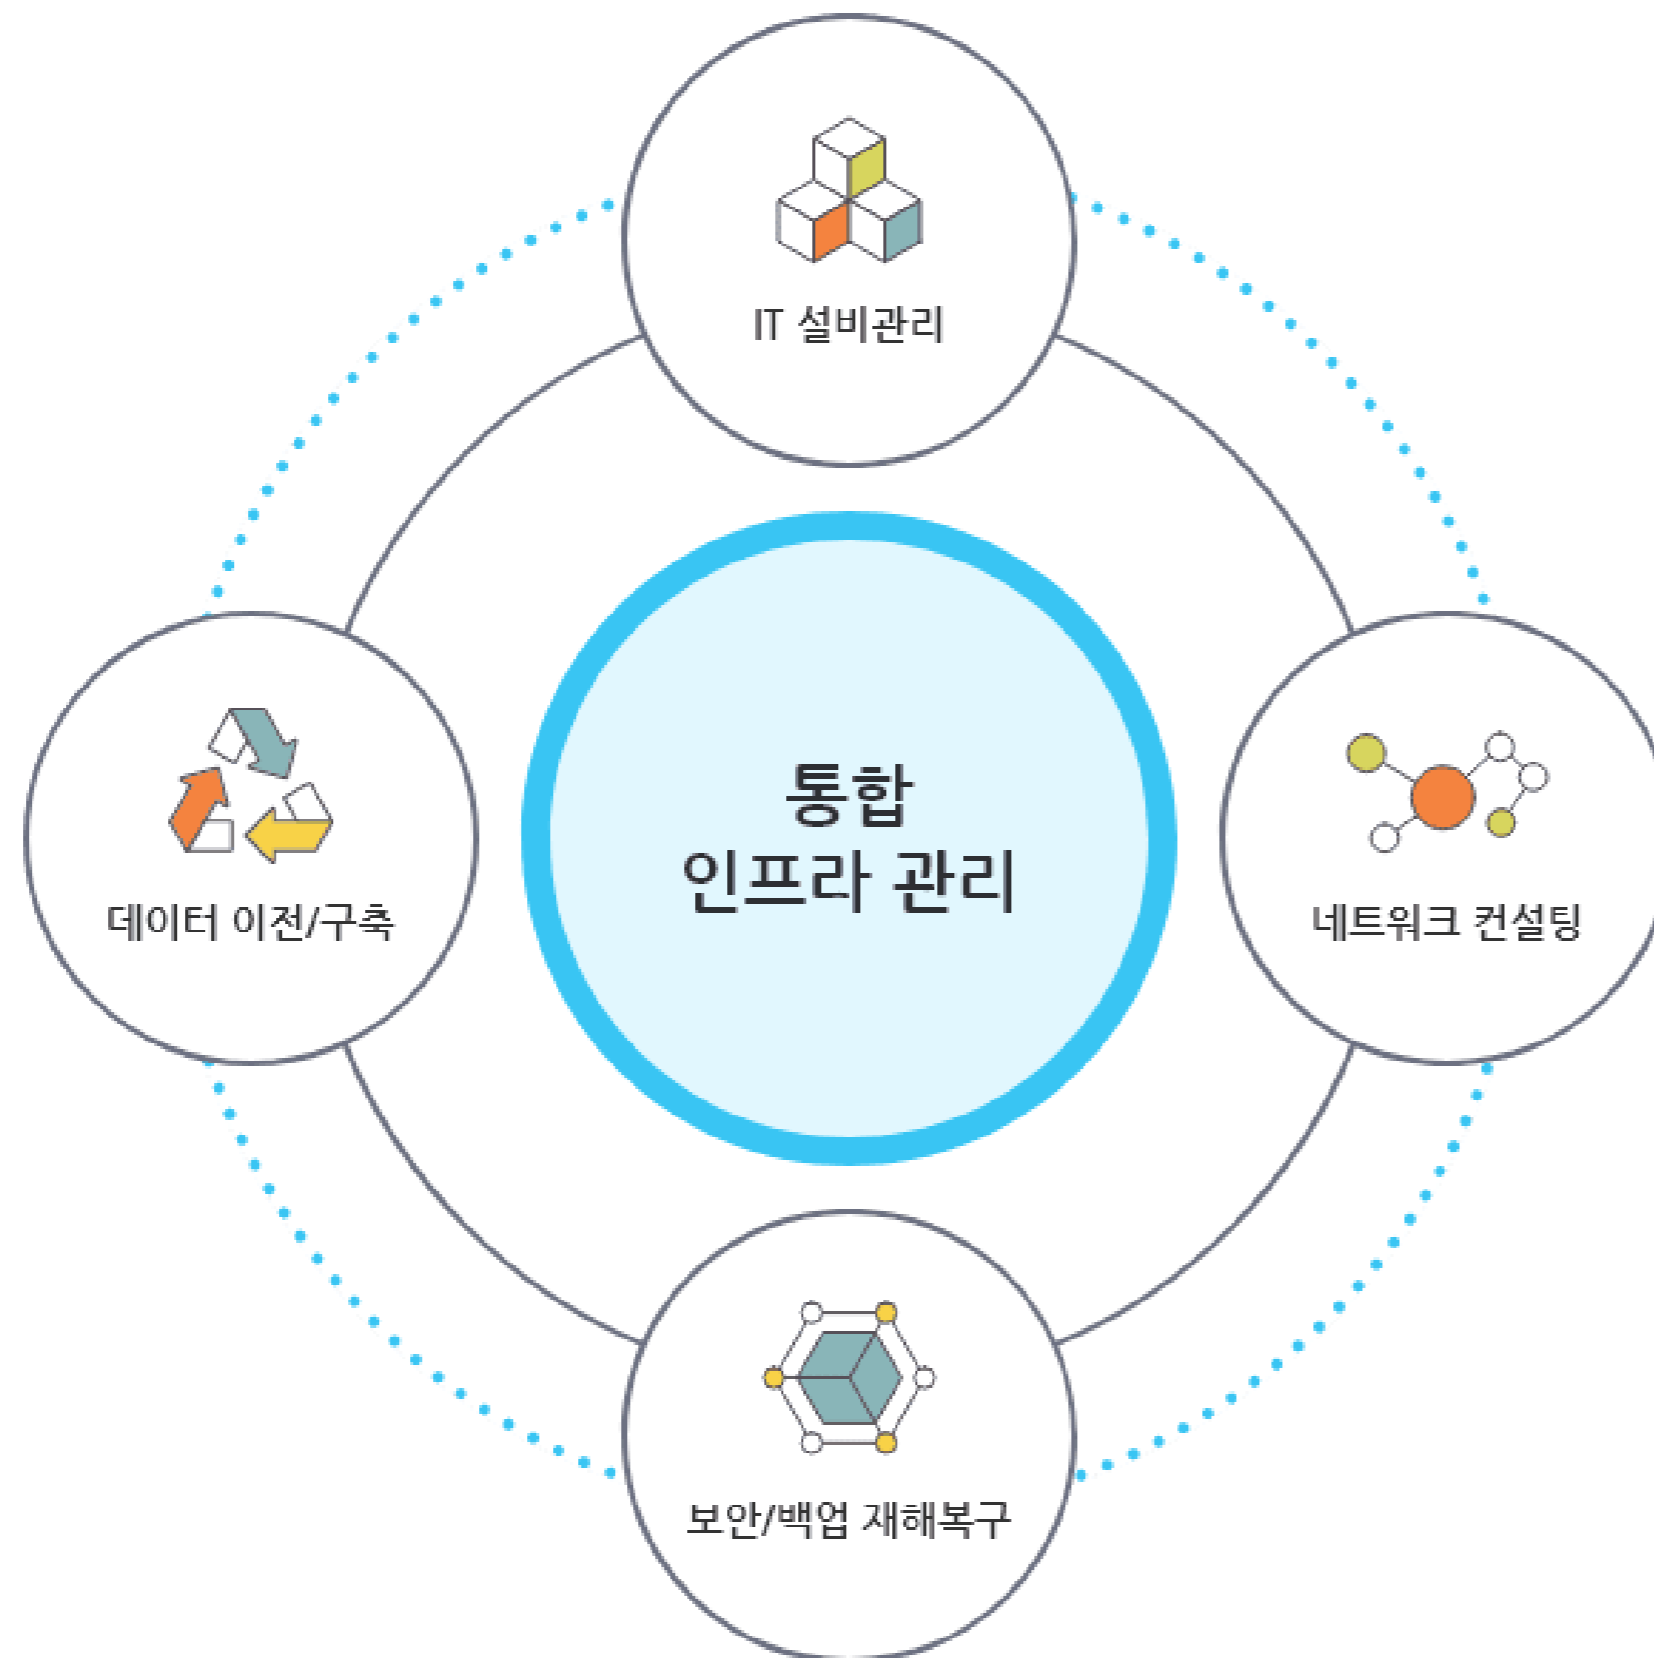 IT 설비관리
통합
인프라 관리
데이터 이전/구축
네트워크 컨설팅
보안/백업 재해복구